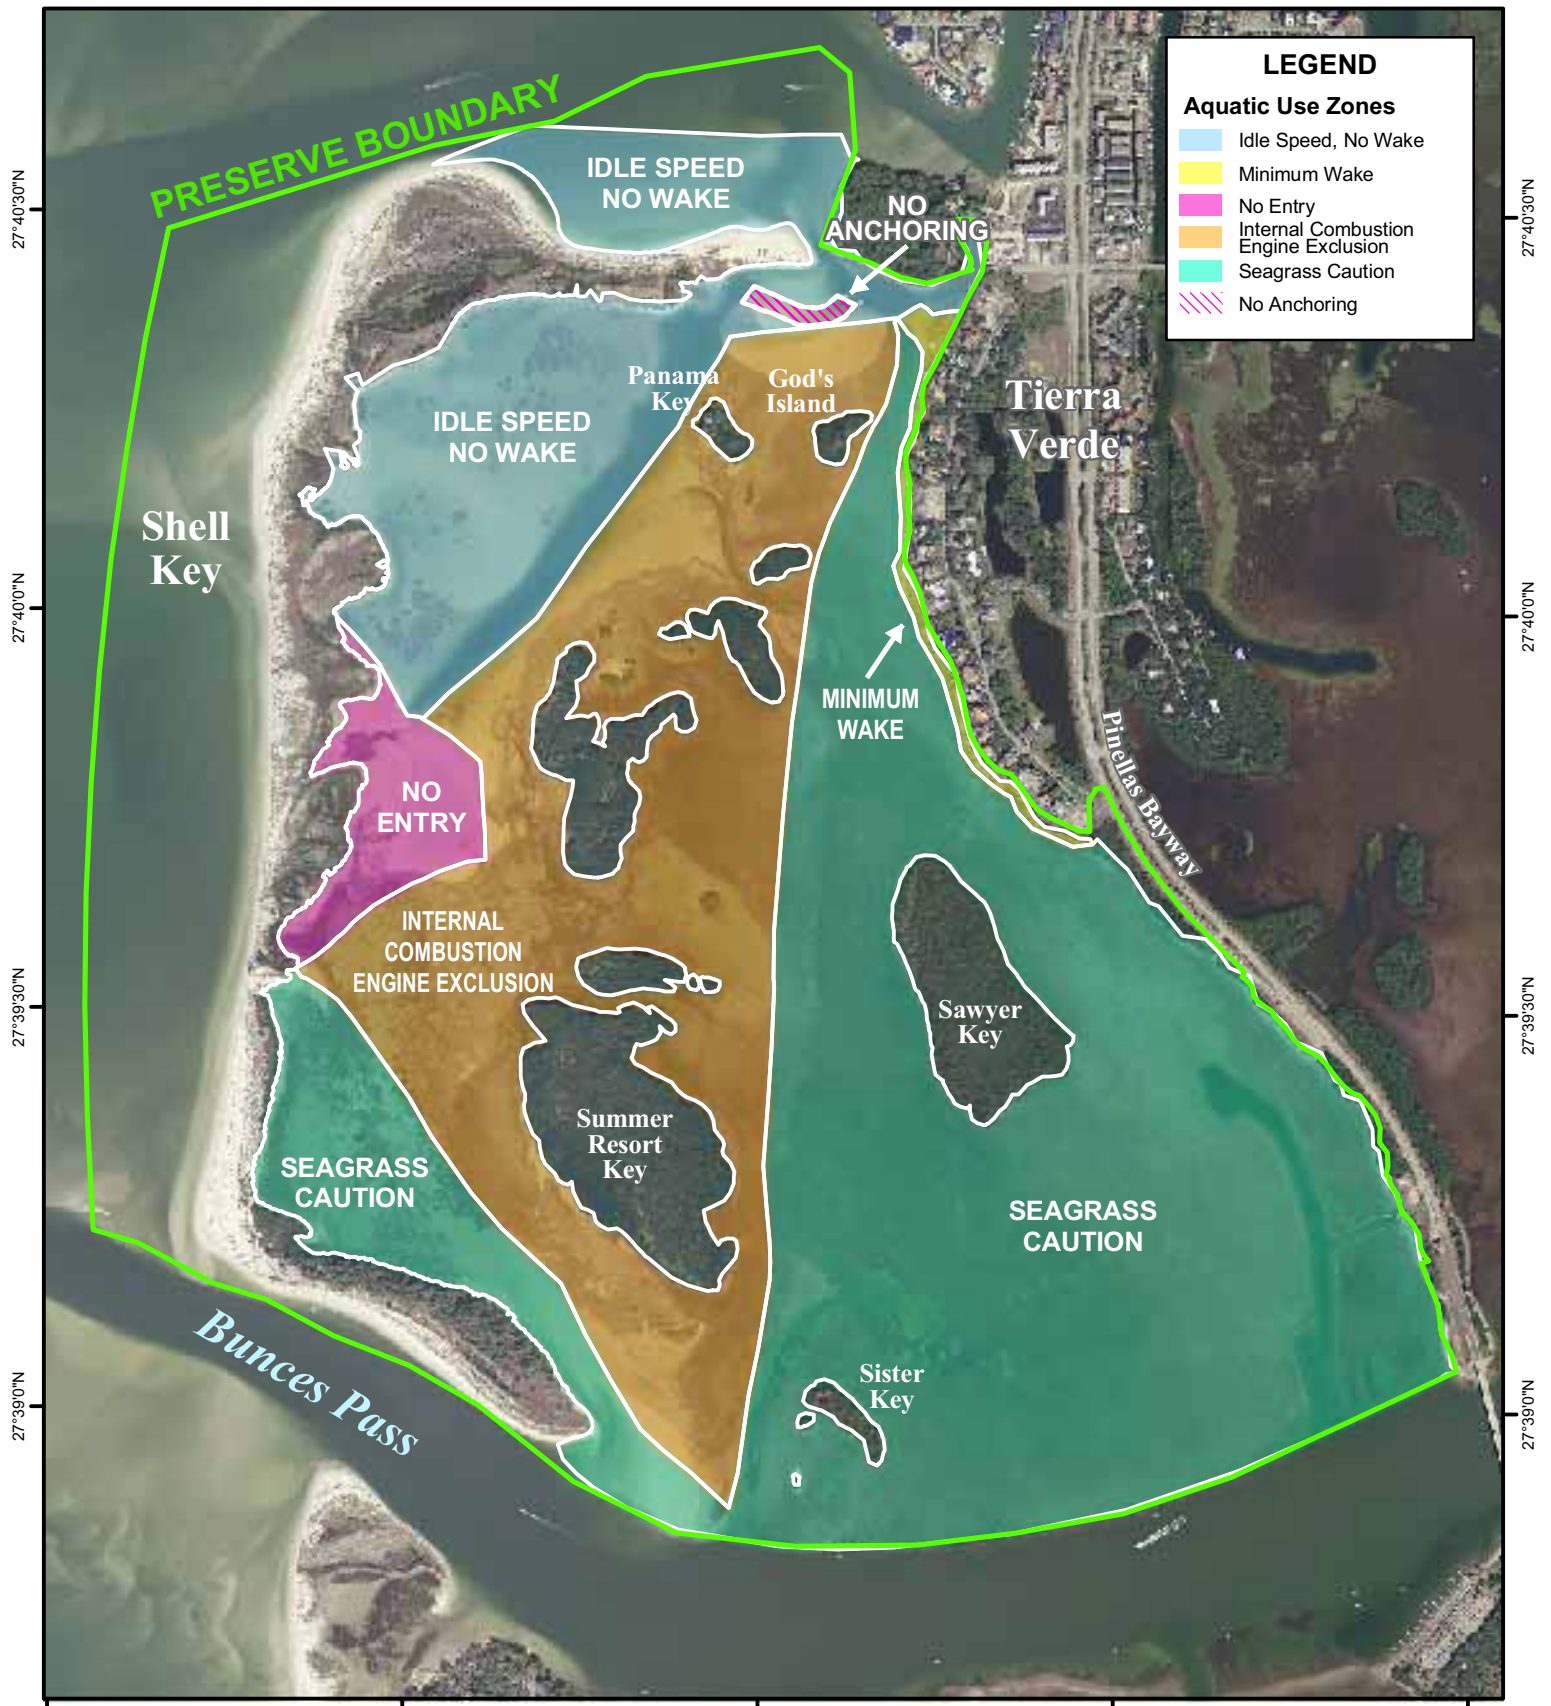 LEGEND
Aquatic Use Zones
Idle Speed, No Wake
Minimum Wake
No Entry
Internal Combustion
Engine Exclusion
Seagrass Caution
No Anchoring
PRESERVE BOUNDARY
IDLE SPEED
NO WAKE
NO
ANCHORING
27°40'30"N
27°40'30"N
Panama
Key
God's
Island
Tierra
Verde
IDLE SPEED
NO WAKE
Shell
Key
27°40'0"N
27°40'0"N
MINIMUM
WAKE
Pinellas Bayway
NO
ENTRY
INTERNAL
COMBUSTION
ENGINE EXCLUSION
27°39'30"N
27°39'30"N
Sawyer
Key
Summer
Resort
Key
SEAGRASS
CAUTION
SEAGRASS
CAUTION
Bunces Pass
Sister
Key
27°39'0"N
27°39'0"N